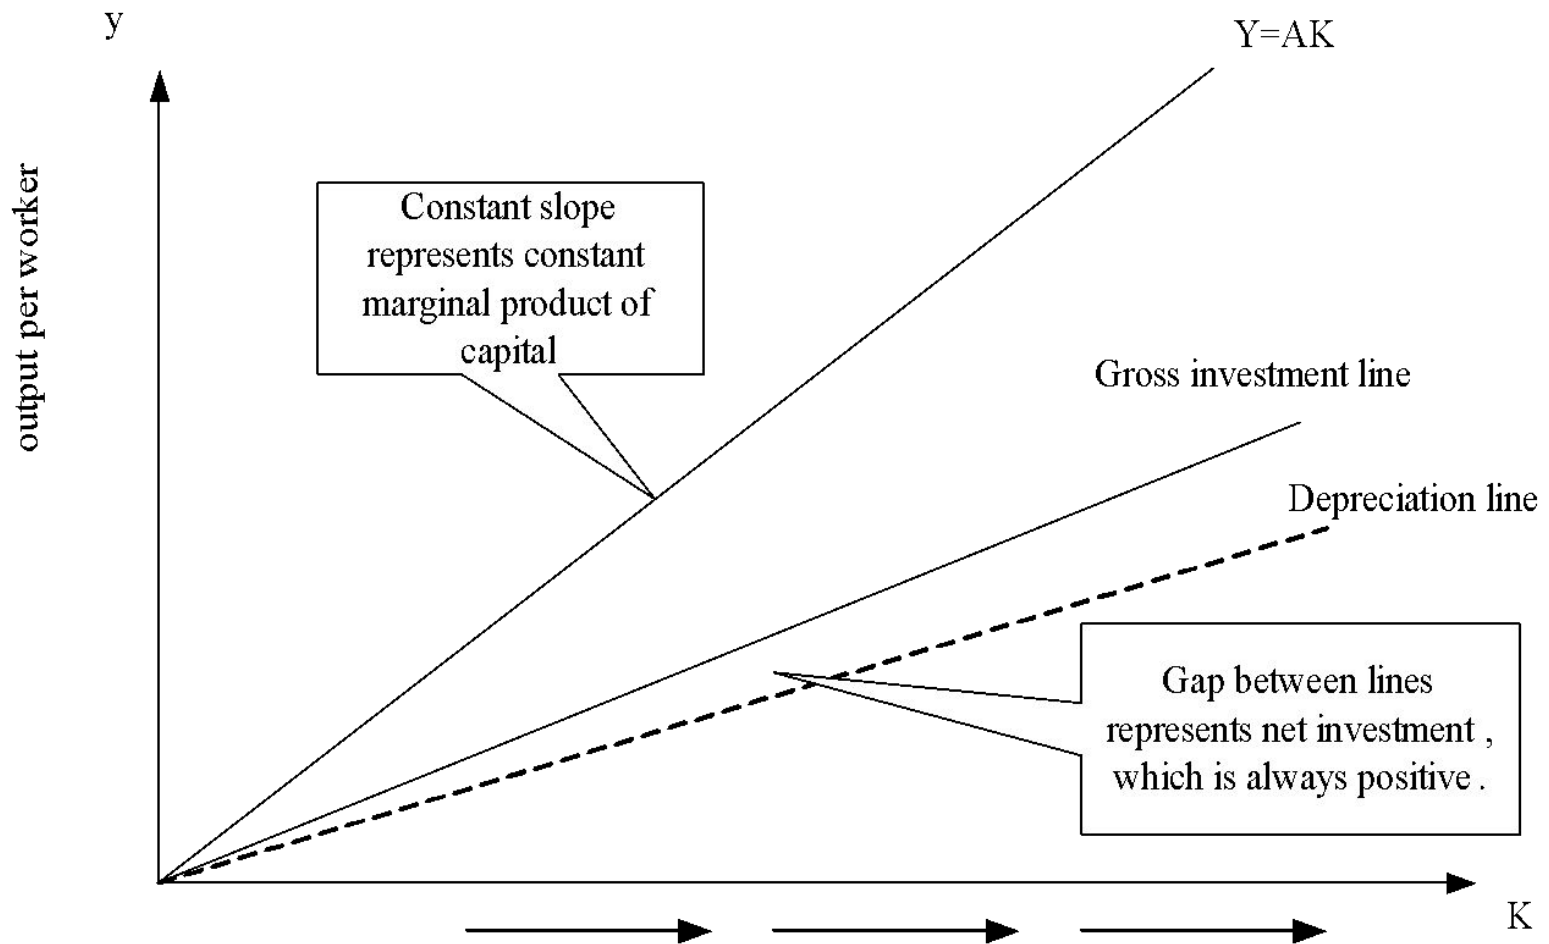 y
Y=AK
output per worker
Constant slope
represents constant
marginal product of
capital
Gross investment line
Depreciation line
Gap between lines
represents net investment ,
which is always positive .
K